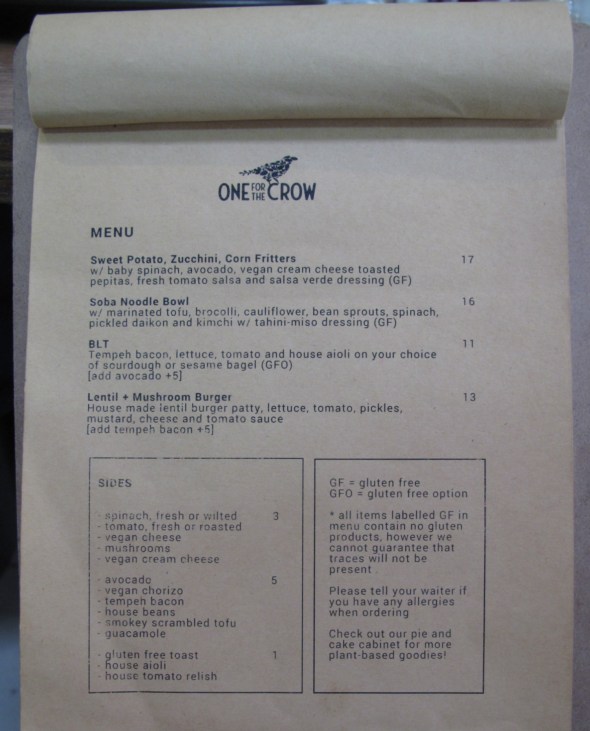 ONE FOR THE CROW
MENU
Sweet Potato, Zucchini, Corn Fritters 17
w/ baby spinach, avocado, vegan cream cheese toasted
pepitas, fresh tomato salsa and salsa verde dressing (GF)
Soba Noodle Bowl 16
w/ marinated tofu, brocolli, cauliflower, bean sprouts, spinach,
pickled daikon and kimchi w/ tahini-miso dressing (GF)
BLT 11
Tempeh bacon, lettuce, tomato and house aioli on your choice
of sourdough or sesame bagel (GFO)
[add avocado +5]
Lentil + Mushroom Burger 13
House made lentil burger patty, lettuce, tomato, pickles,
mustard, cheese and tomato sauce
[add tempeh bacon +5]
SIDES
- spinach, fresh or wilted 3
- tomato, fresh or roasted
- vegan cheese
- mushrooms
- vegan cream cheese
- avocado 5
- vegan chorizo
- tempeh bacon
- house beans
- smokey scrambled tofu
- guacamole
- gluten free toast 1
- house aioli
- house tomato relish
GF = gluten free
GFO = gluten free option
* all items labelled GF in
menu contain no gluten
products, however we
cannot guarantee that
traces will not be
present
Please tell your waiter if
you have any allergies
when ordering
Check out our pie and
cake cabinet for more
plant-based goodies!